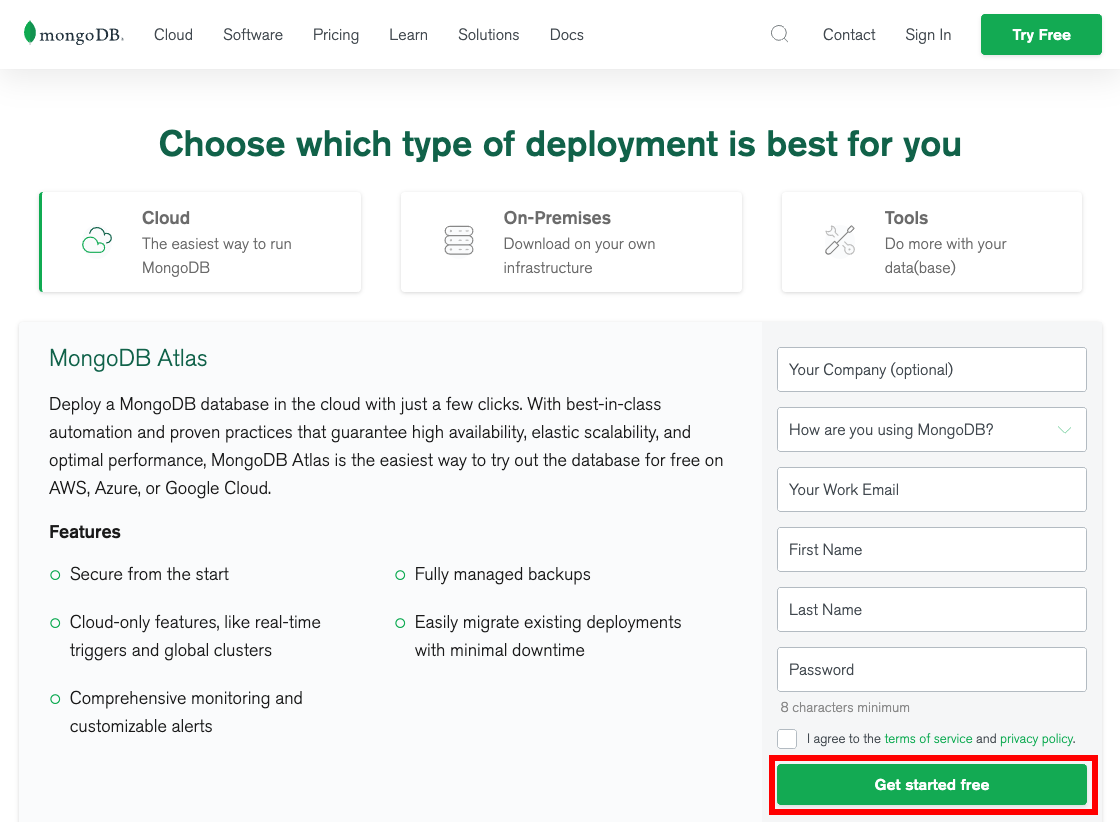 mongoDB. Cloud Software Pricing Learn Solutions Docs Contact Sign In Try Free
Choose which type of deployment is best for you
Cloud
The easiest way to run
MongoDB
On-Premises
Download on your own
infrastructure
Tools
Do more with your
data(base)
MongoDB Atlas
Deploy a MongoDB database in the cloud with just a few clicks. With best-in-class
automation and proven practices that guarantee high availability, elastic scalability, and
optimal performance, MongoDB Atlas is the easiest way to try out the database for free on
AWS, Azure, or Google Cloud.
Features
Secure from the start
Cloud-only features, like real-time
triggers and global clusters
Comprehensive monitoring and
customizable alerts
Fully managed backups
Easily migrate existing deployments
with minimal downtime
Your Company (optional)
How are you using MongoDB?
Your Work Email
First Name
Last Name
Password
8 characters minimum
I agree to the terms of service and privacy policy.
Get started free